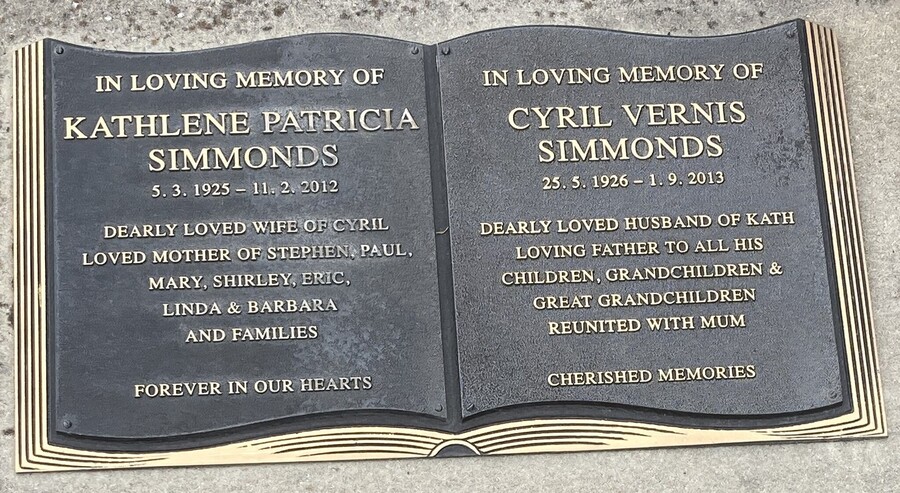 IN LOVING MEMORY OF
KATHLENE PATRICIA
SIMMONDS
5. 3. 1925 – 11. 2. 2012
DEARLY LOVED WIFE OF CYRIL
LOVED MOTHER OF STEPHEN, PAUL,
MARY, SHIRLEY, ERIC,
LINDA & BARBARA
AND FAMILIES
FOREVER IN OUR HEARTS
IN LOVING MEMORY OF
CYRIL VERNIS
SIMMONDS
25. 5. 1926 – 1. 9. 2013
DEARLY LOVED HUSBAND OF KATH
LOVING FATHER TO ALL HIS
CHILDREN, GRANDCHILDREN &
GREAT GRANDCHILDREN
REUNITED WITH MUM
CHERISHED MEMORIES